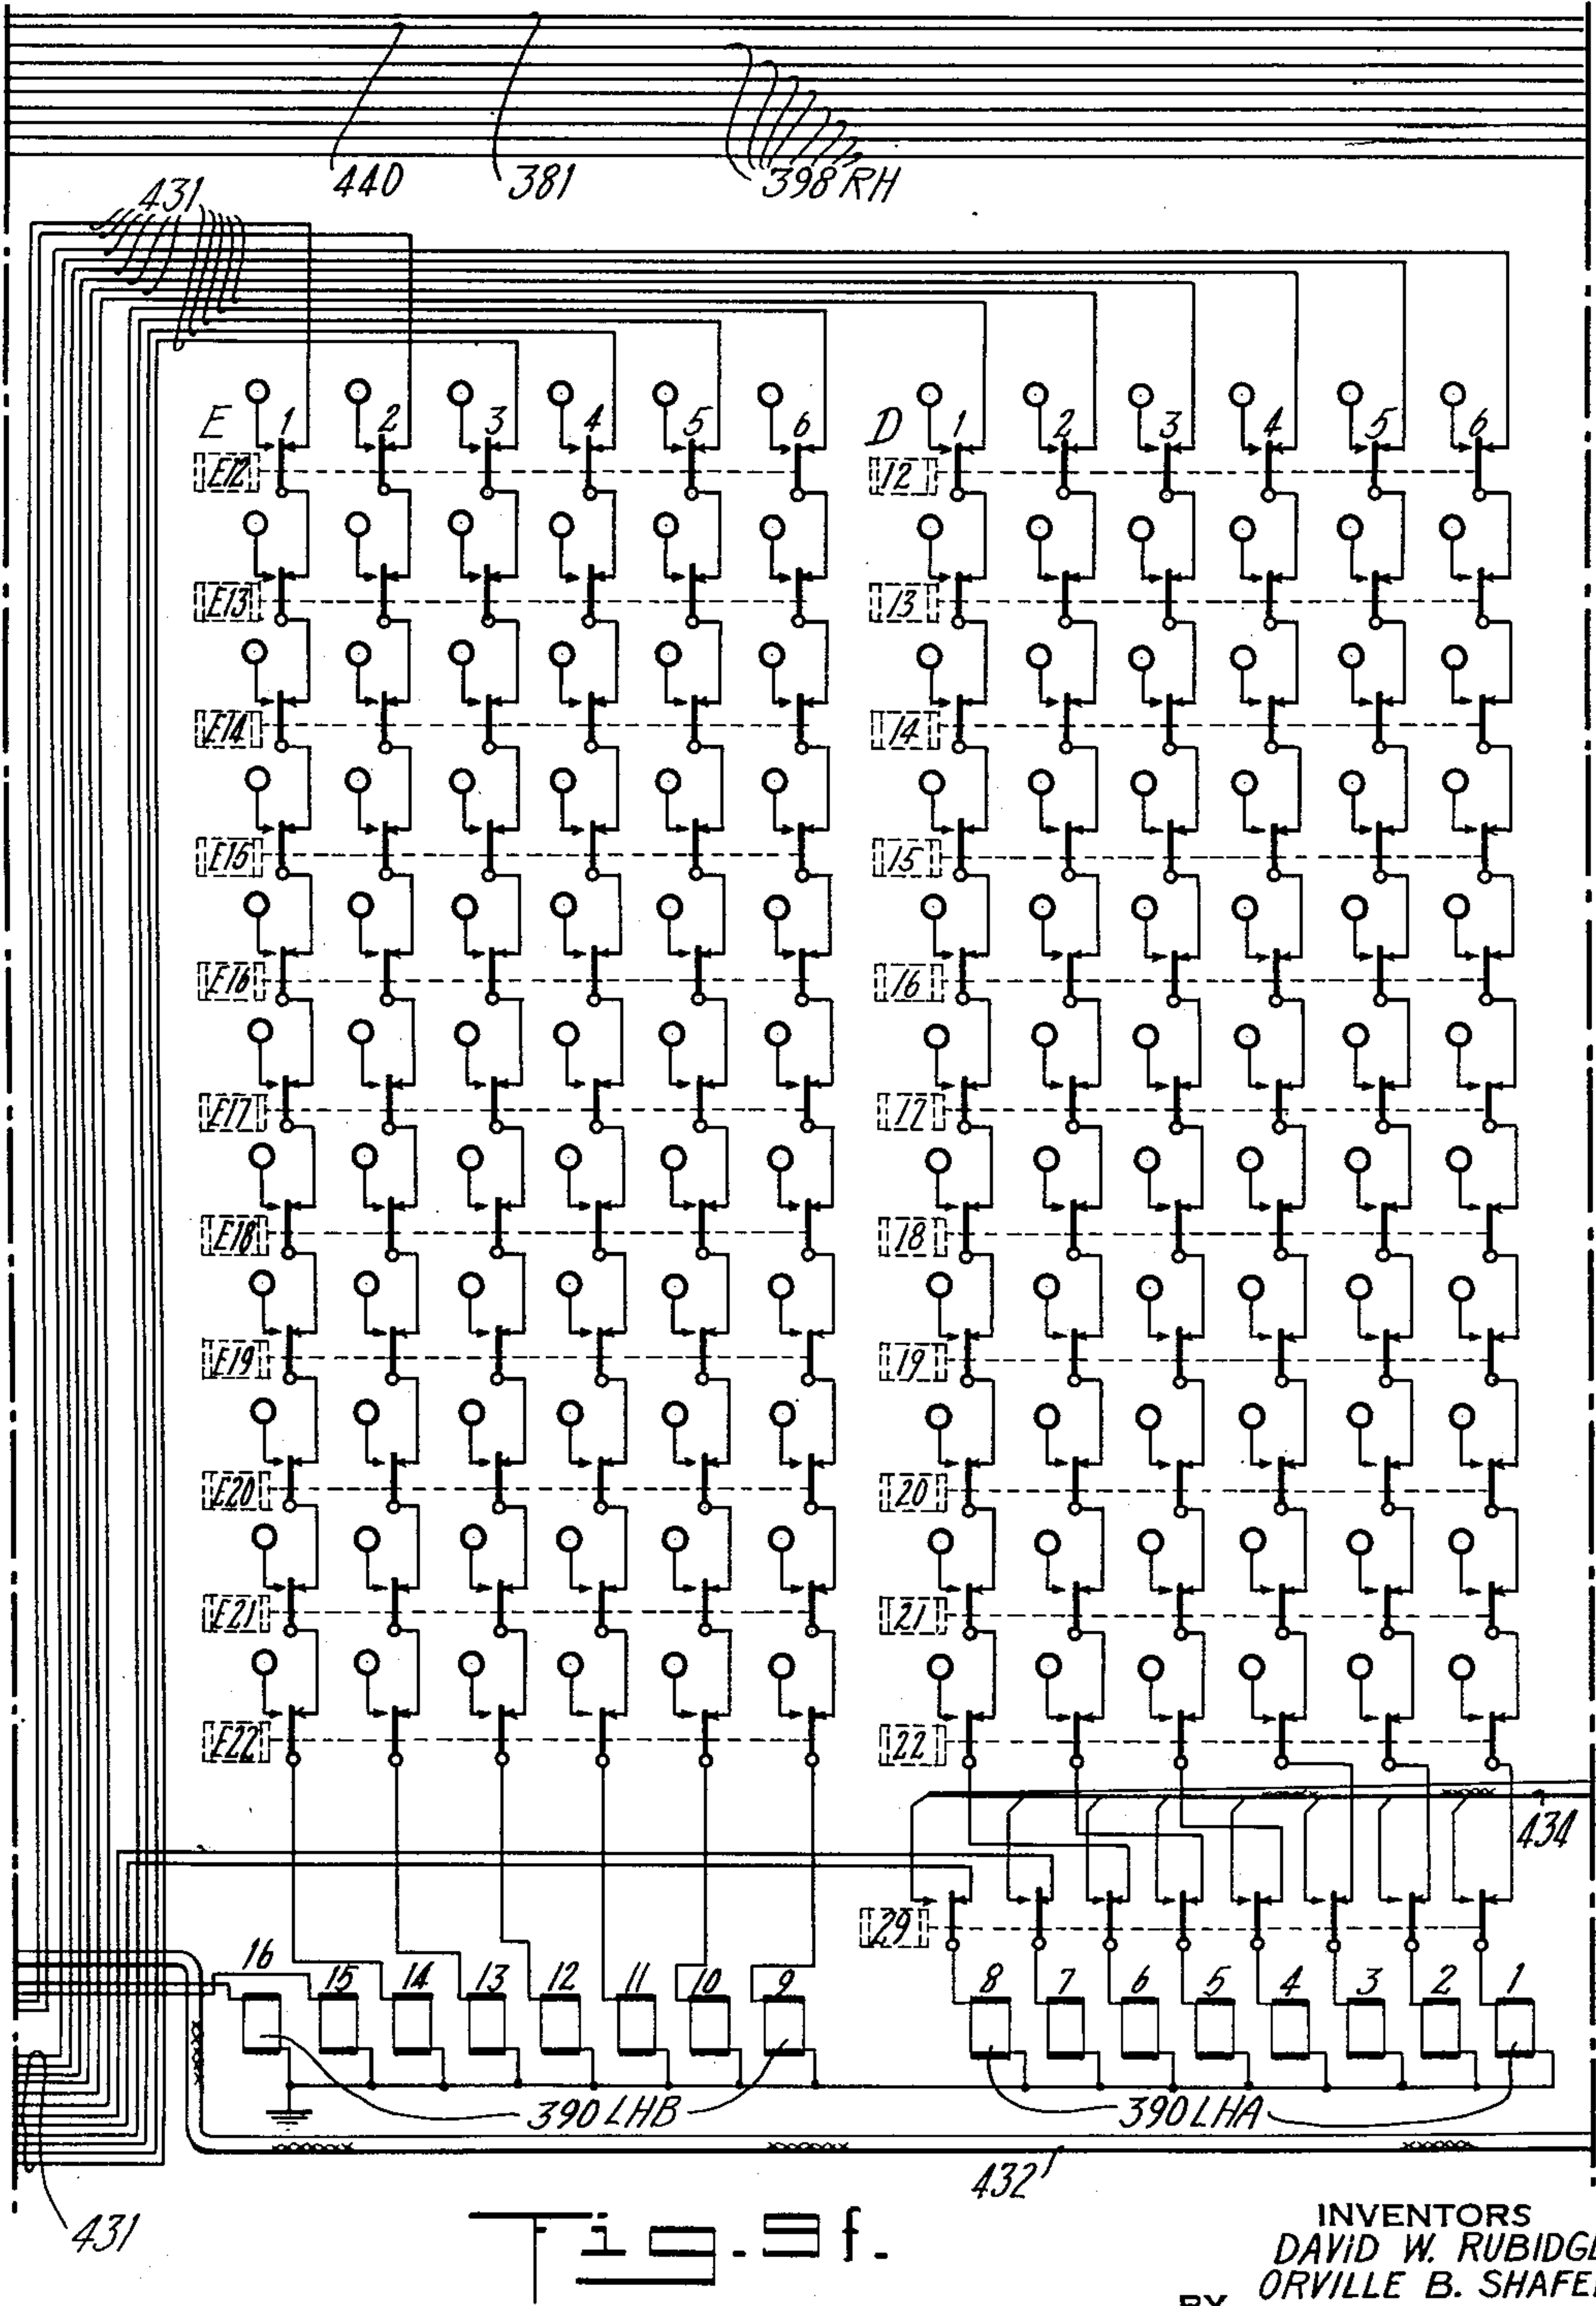 440 381 398 RH
431
E 1 2 3 4 5 6 D 1 2 3 4 5 6
E12 12
E13 13
E14 14
E15 15
E16 16
E17 17
E18 18
E19 19
E20 20
E21 21
E22 22
434
29
16 15 14 13 12 11 10 9 8 7 6 5 4 3 2 1
390 LHB 390 LHA
432
431
Fig. 9f.
INVENTORS
DAVID W. RUBIDGE
ORVILLE B. SHAFER
BY